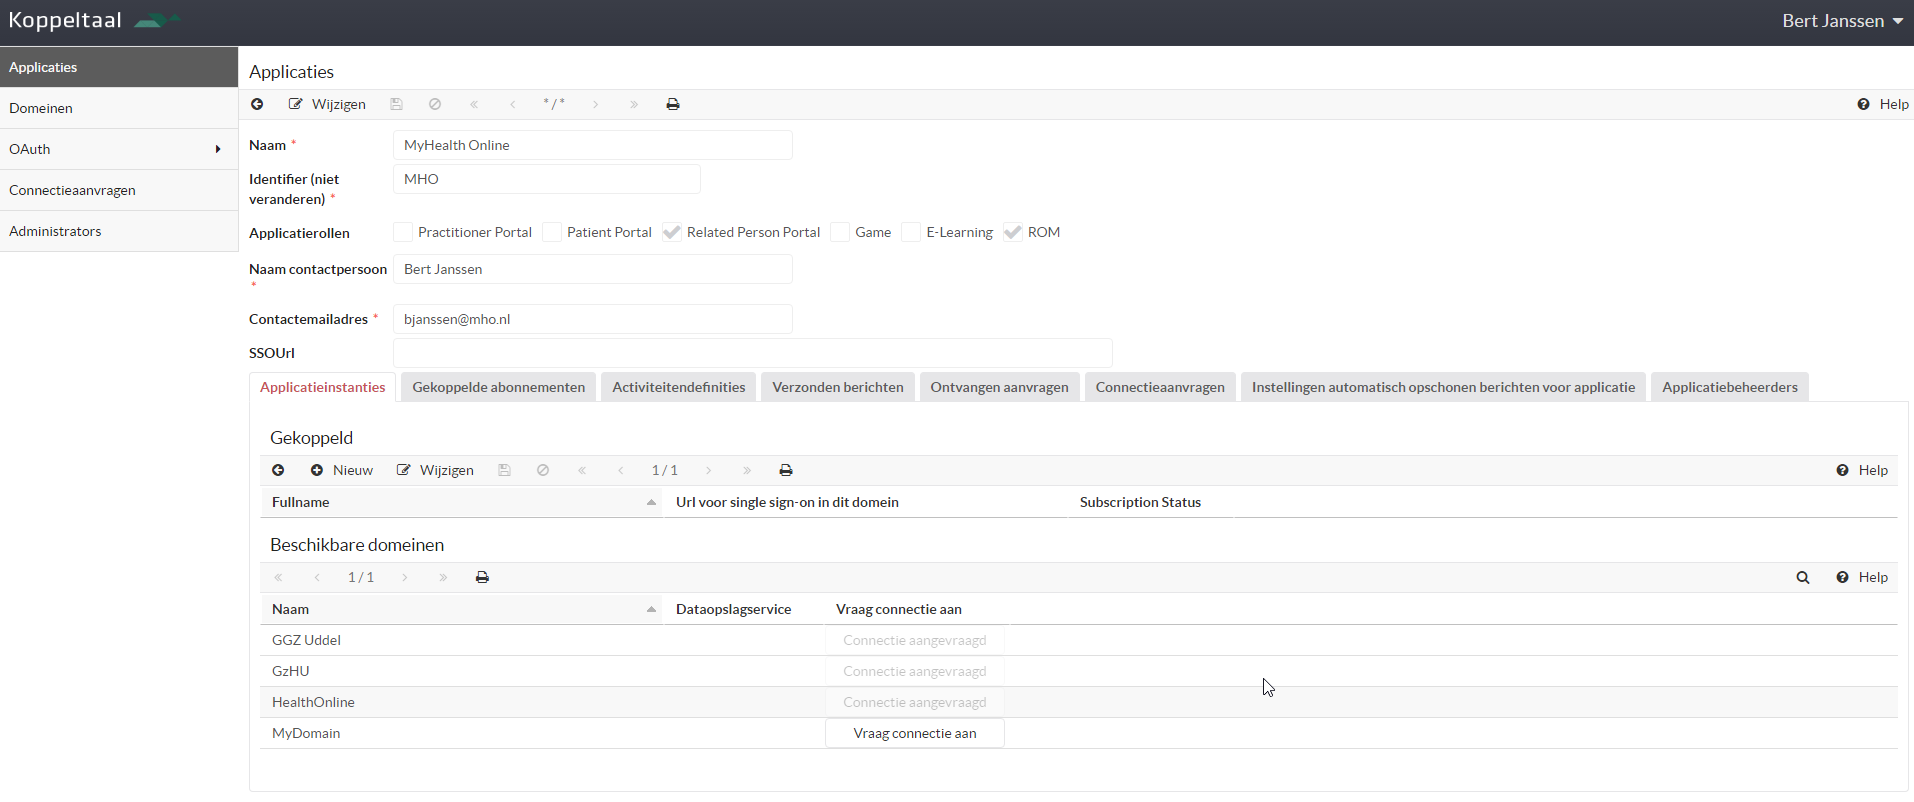 Koppeltaal
Bert Janssen
Applicaties
Domeinen
OAuth
Connectieaanvragen
Administrators
Applicaties
Wijzigen * / * Help
Naam * MyHealth Online
Identifier (niet veranderen) * MHO
Applicatierollen Practitioner Portal Patient Portal Related Person Portal Game E-Learning ROM
Naam contactpersoon * Bert Janssen
Contactemailadres * bjanssen@mho.nl
SSOUrl
Applicatieinstanties Gekoppelde abonnementen Activiteitendefinities Verzonden berichten Ontvangen aanvragen Connectieaanvragen Instellingen automatisch opschonen berichten voor applicatie Applicatiebeheerders
Gekoppeld
Nieuw Wijzigen 1 / 1 Help
Fullname Url voor single sign-on in dit domein Subscription Status
Beschikbare domeinen
1 / 1 Help
Naam Dataopslagservice Vraag connectie aan
GGZ Uddel Connectie aangevraagd
GzHU Connectie aangevraagd
HealthOnline Connectie aangevraagd
MyDomain Vraag connectie aan